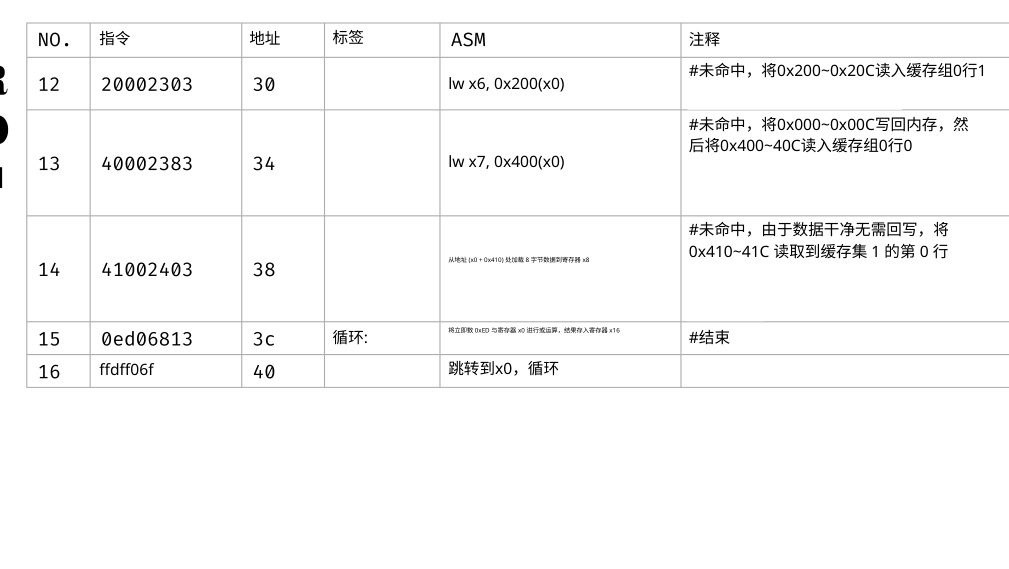 NO. 指令 地址 标签 ASM 注释
12 20002303 30 lw x6, 0x200(x0) #未命中，将0x200~0x20C读入缓存组0行1
13 40002383 34 lw x7, 0x400(x0) #未命中，将0x000~0x00C写回内存，然
后将0x400~40C读入缓存组0行0
14 41002403 38 从地址 (x0 + 0x410) 处加载 8 字节数据到寄存器 x8 #未命中，由于数据干净无需回写，将
0x410~41C 读取到缓存集 1 的第 0 行
15 0ed06813 3c 循环: 将立即数 0xED 与寄存器 x0 进行或运算，结果存入寄存器 x16 #结束
16 ffdff06f 40 跳转到x0，循环